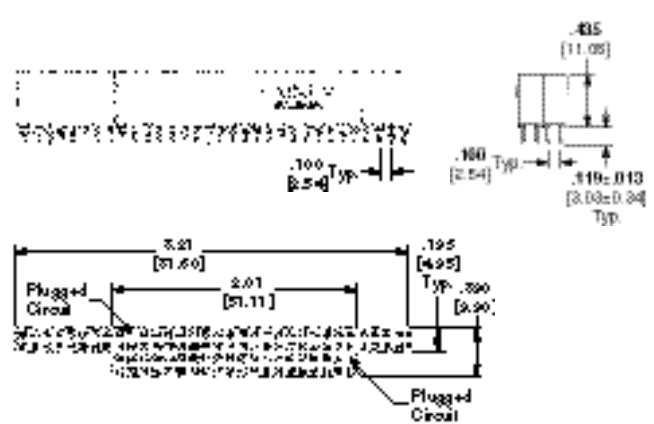 .435
[11.05]
.100
[2.54] Typ.
.100
[2.54] Typ.
.119±.013
[3.03±0.34]
Typ.
3.21
[81.60]
.195
[4.95]
Typ.
2.01
[51.11]
.390
[9.90]
Plugged
Circuit
Plugged
Circuit